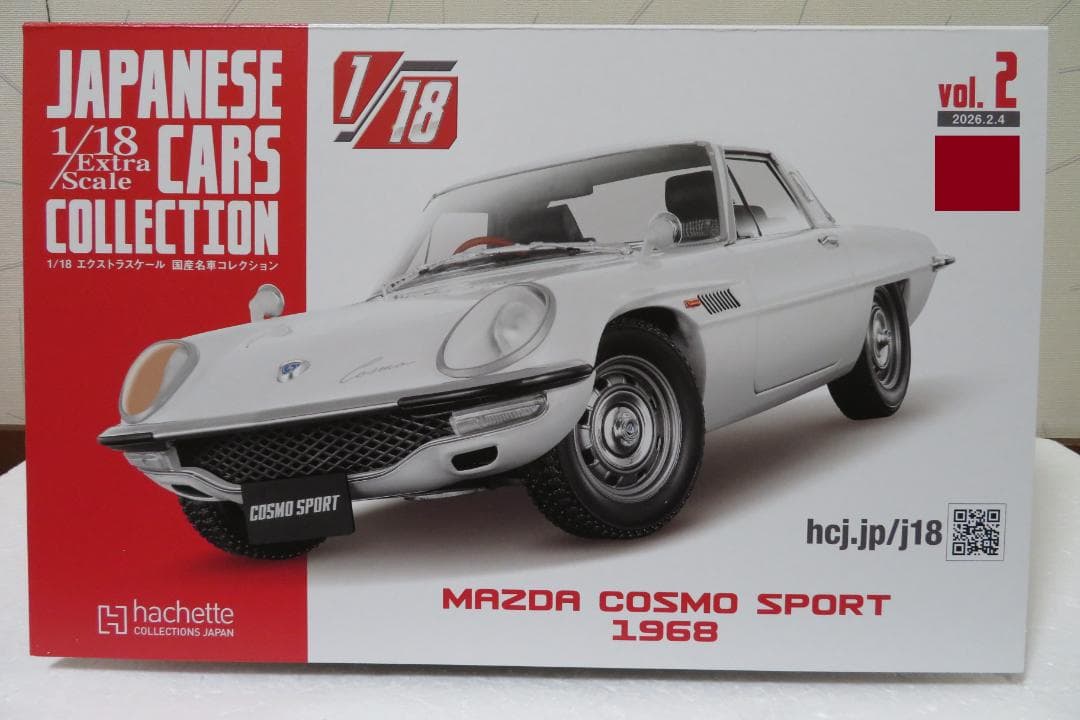 JAPANESE
1/18 Extra Scale CARS
COLLECTION
1/18 エクストラスケール 国産名車コレクション
1/18
vol. 2
2026.2.4
Cosmo
COSMO SPORT
hcj.jp/j18
MAZDA COSMO SPORT
1968
hachette
COLLECTIONS JAPAN